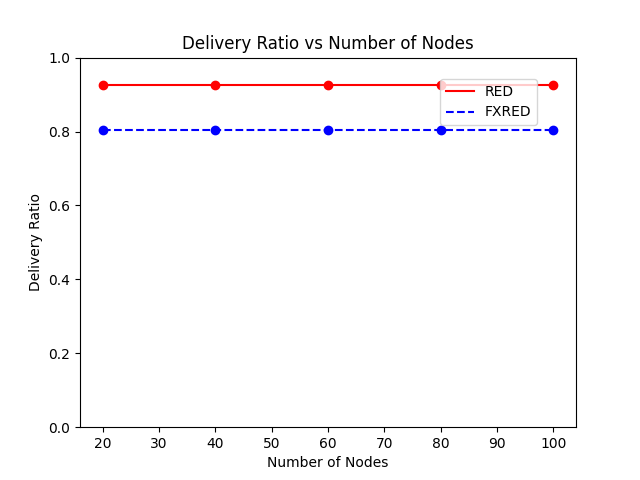 Delivery Ratio vs Number of Nodes
1.0
0.8
0.6
0.4
0.2
0.0
Delivery Ratio
RED
FXRED
20 30 40 50 60 70 80 90 100
Number of Nodes